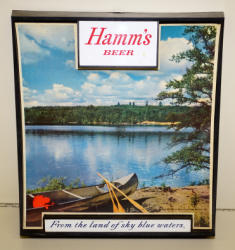 Hamm's
BEER
From the land of sky blue waters.